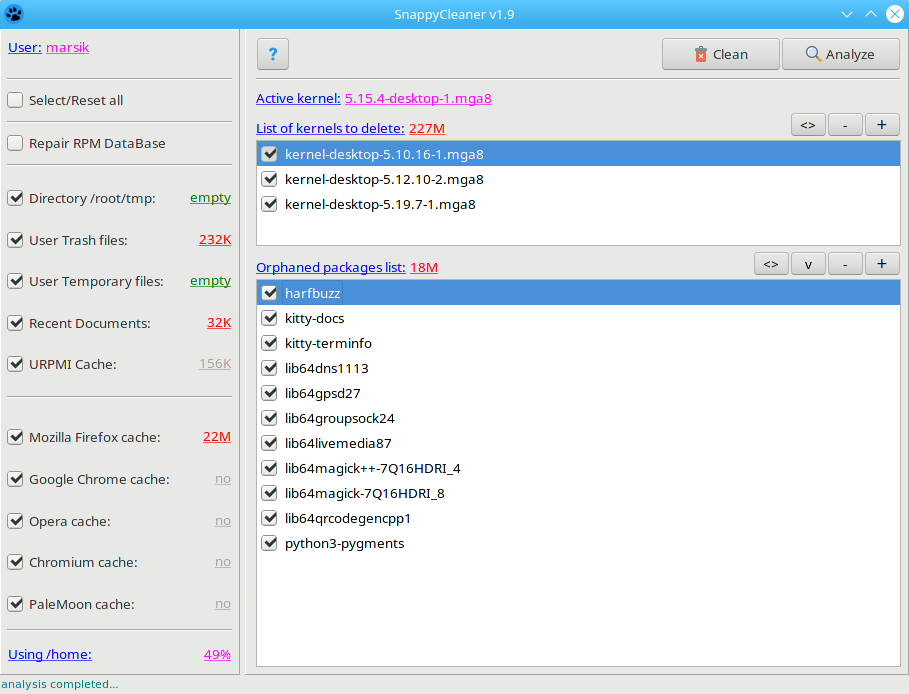 SnappyCleaner v1.9
User: marsik
Select/Reset all
Repair RPM DataBase
Directory /root/tmp: empty
User Trash files: 232K
User Temporary files: empty
Recent Documents: 32K
URPMI Cache: 156K
Mozilla Firefox cache: 22M
Google Chrome cache: no
Opera cache: no
Chromium cache: no
PaleMoon cache: no
Using /home: 49%
analysis completed...
? Clean Analyze
Active kernel: 5.15.4-desktop-1.mga8
List of kernels to delete: 227M <> - +
kernel-desktop-5.10.16-1.mga8
kernel-desktop-5.12.10-2.mga8
kernel-desktop-5.19.7-1.mga8
Orphaned packages list: 18M <> v - +
harfbuzz
kitty-docs
kitty-terminfo
lib64dns1113
lib64gpsd27
lib64groupsock24
lib64livemedia87
lib64magick++-7Q16HDRI_4
lib64magick-7Q16HDRI_8
lib64qrcodegencpp1
python3-pygments